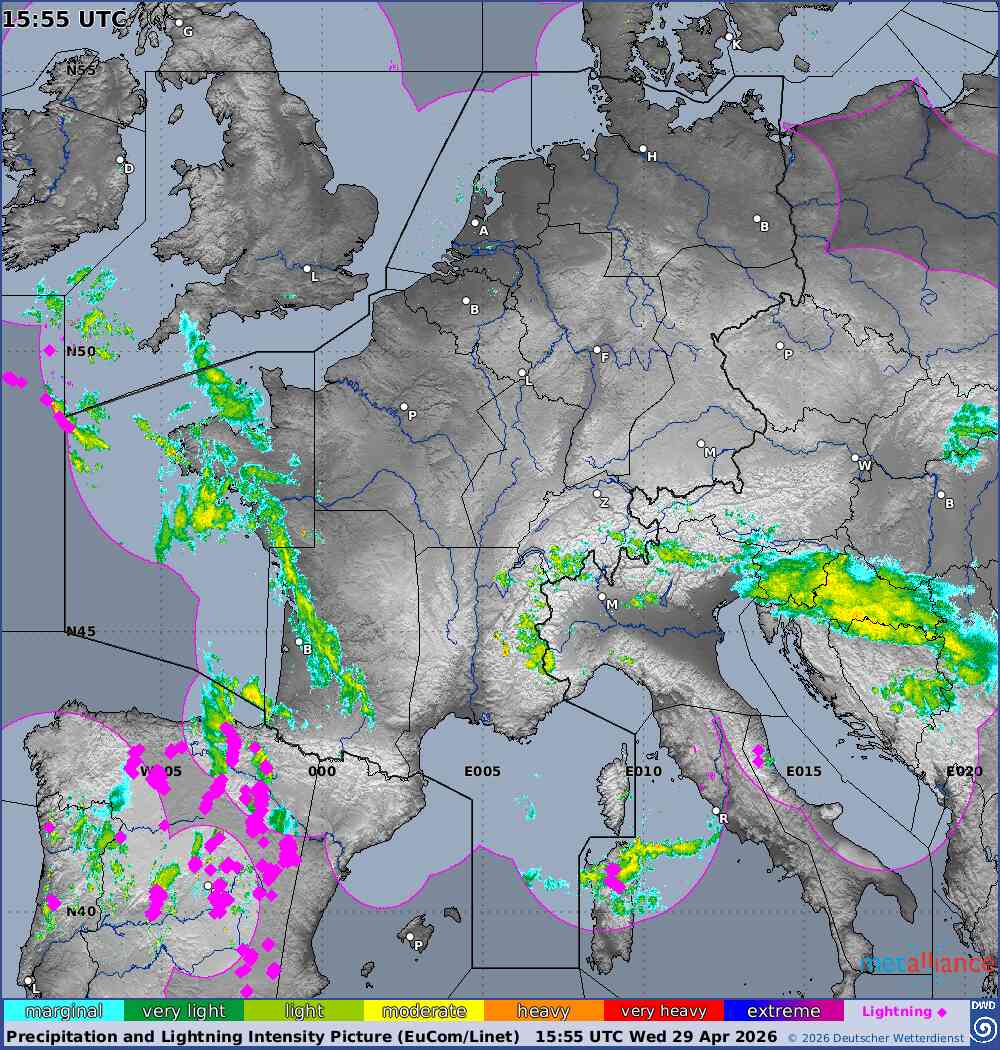 15:55 UTC
G
K
N55
D
H
A
B
L
B
N50
F
P
L
P
M
W
Z
B
M
N45
B
W005
000
E005
E010
E015
E020
R
N40
P
L
metalliance
marginal very light light moderate heavy very heavy extreme Lightning
DWD
Precipitation and Lightning Intensity Picture (EuCom/Linet) 15:55 UTC Wed 29 Apr 2026 © 2026 Deutscher Wetterdienst